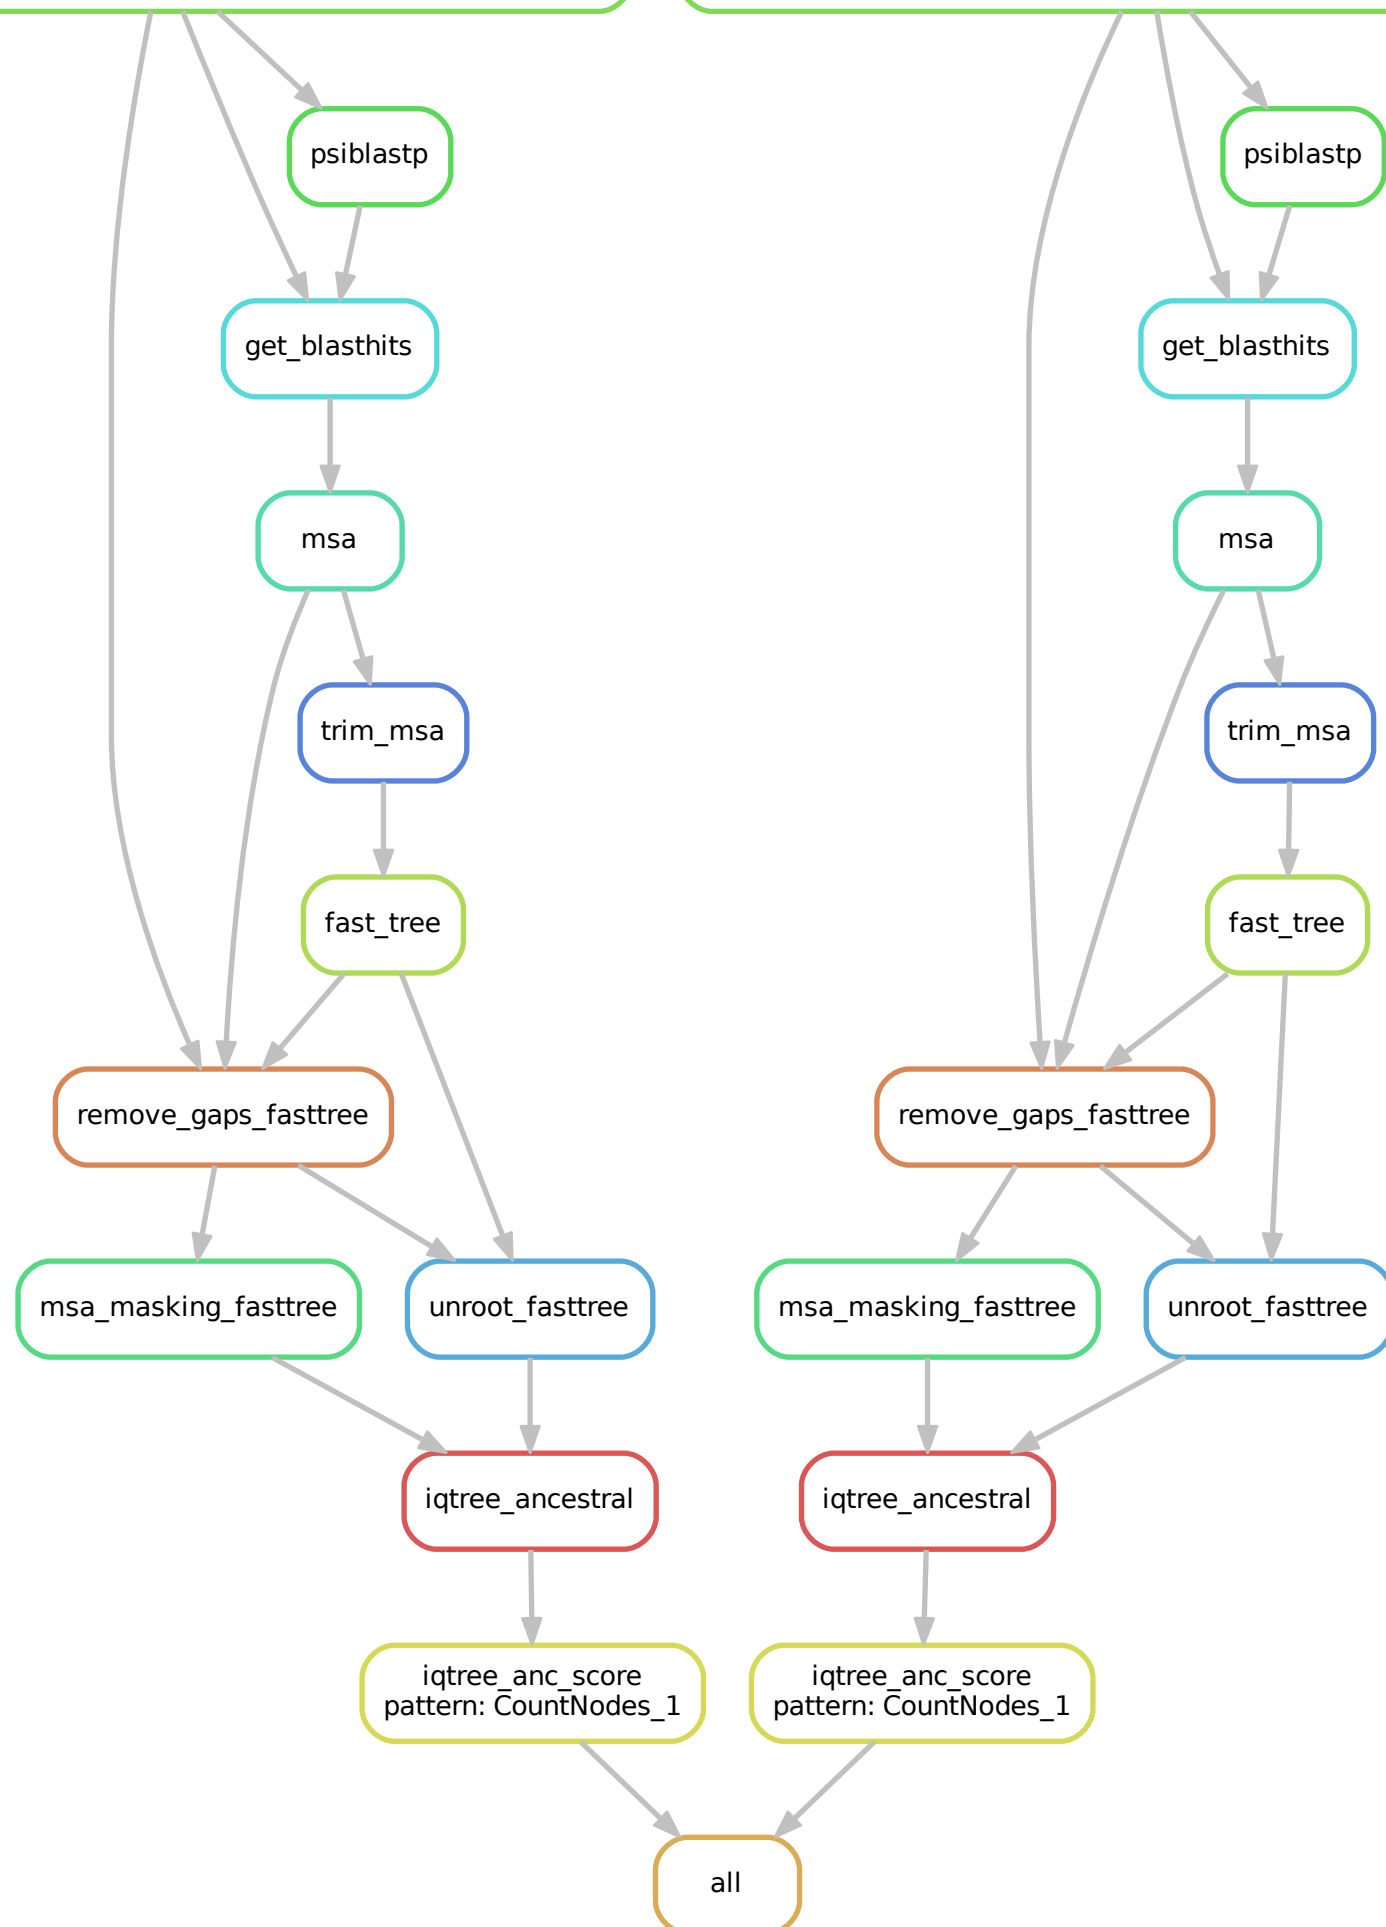 psiblastp
psiblastp
get_blasthits
get_blasthits
msa
msa
trim_msa
trim_msa
fast_tree
fast_tree
remove_gaps_fasttree
remove_gaps_fasttree
msa_masking_fasttree
unroot_fasttree
msa_masking_fasttree
unroot_fasttree
iqtree_ancestral
iqtree_ancestral
iqtree_anc_score
pattern: CountNodes_1
iqtree_anc_score
pattern: CountNodes_1
all